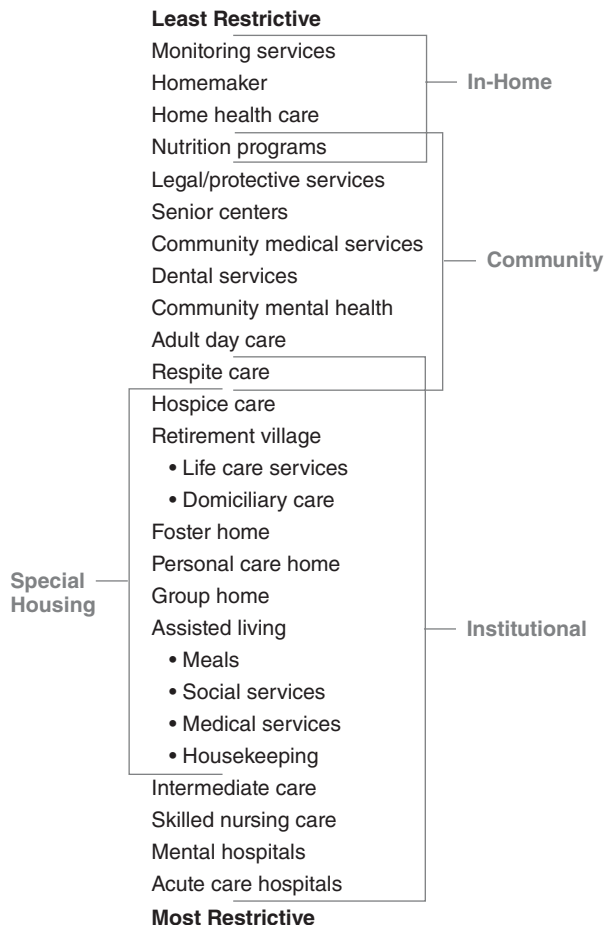 Least Restrictive
Monitoring services
Homemaker
In-Home
Home health care
Nutrition programs
Legal/protective services
Senior centers
Community medical services
Community
Dental services
Community mental health
Adult day care
Respite care
Hospice care
Retirement village
• Life care services
• Domiciliary care
Foster home
Personal care home
Special
Housing
Group home
Assisted living
Institutional
• Meals
• Social services
• Medical services
• Housekeeping
Intermediate care
Skilled nursing care
Mental hospitals
Acute care hospitals
Most Restrictive